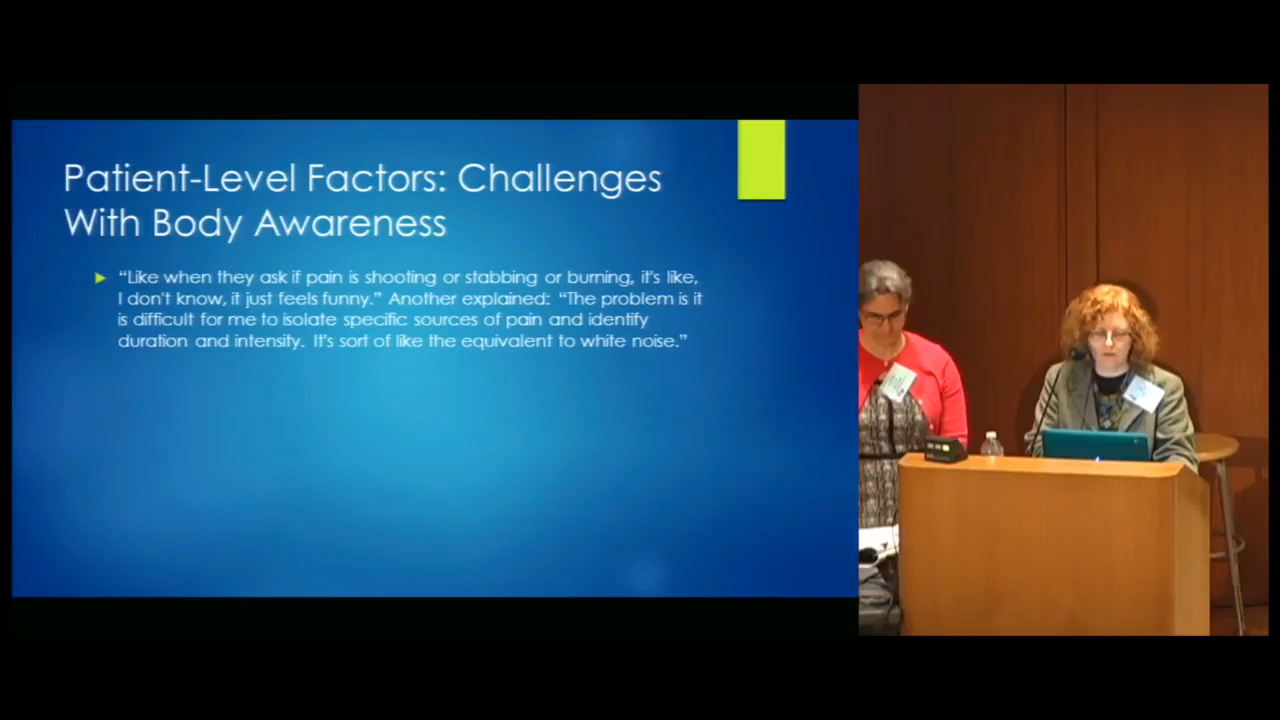 Patient-Level Factors: Challenges
With Body Awareness
“Like when they ask if pain is shooting or stabbing or burning, it's like,
I don't know, it just feels funny.” Another explained: “The problem is it
is difficult for me to isolate specific sources of pain and identify
duration and intensity. It's sort of like the equivalent to white noise.”